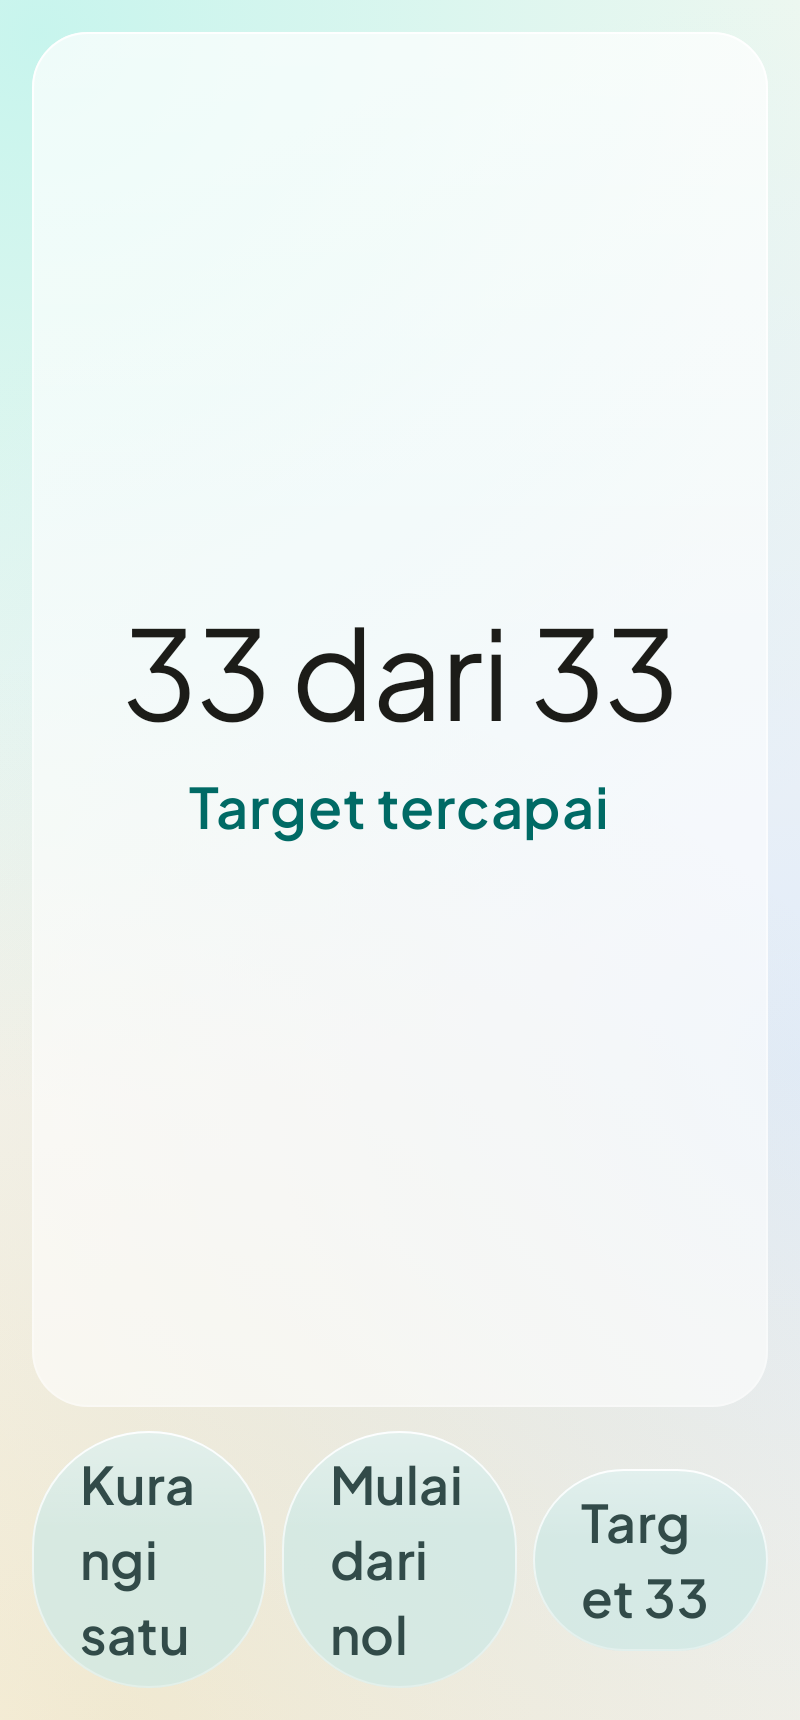 33 dari 33
Target tercapai
Kura
ngi
satu
Mulai
dari
nol
Targ
et 33